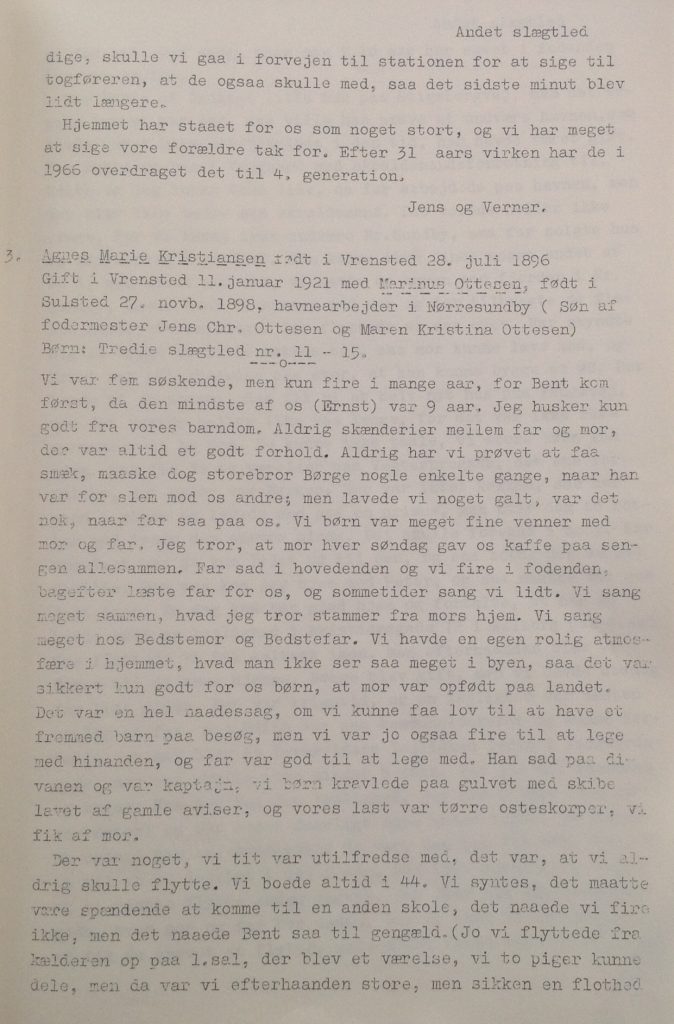 Andet slægtled
dige, skulle vi gaa i forvejen til stationen for at sige til
togføreren, at de ogsaa skulle med, saa det sidste minut blev
lidt længere.
Hjemmet har staaet for os som noget stort, og vi har meget
at sige vore forældre tak for. Efter 31 aars virken har de i
1966 overdraget det til 4. generation.
Jens og Verner.
3. Agnes Marie Kristiansen født i Vrensted 28. juli 1896
Gift i Vrensted 11.januar 1921 med Marinus Ottesen, født i
Sulsted 27. novb. 1898, havnearbejder i Nørresundby ( Søn af
fodermester Jens Chr. Ottesen og Maren Kristina Ottesen)
Børn: Tredie slægtled nr. 11 - 15.
---o---
Vi var fem søskende, men kun fire i mange aar, for Bent kom
først, da den mindste af os (Ernst) var 9 aar. Jeg husker kun
godt fra vores barndom. Aldrig skænderier mellem far og mor,
der var altid et godt forhold. Aldrig har vi prøvet at faa
smæk, maaske dog storebror Børge nogle enkelte gange, naar han
var for slem mod os andre; men lavede vi noget galt, var det
nok, naar far saa paa os. Vi børn var meget fine venner med
mor og far. Jeg tror, at mor hver søndag gav os kaffe paa sen-
gen allesammen. Far sad i hovedenden og vi fire i fodenden,
bagefter læste far for os, og sommetider sang vi lidt. Vi sang
meget sammen, hvad jeg tror stammer fra mors hjem. Vi sang
meget hos Bedstemor og Bedstefar. Vi havde en egen rolig atmos-
fære i hjemmet, hvad man ikke ser saa meget i byen, saa det var
sikkert kun godt for os børn, at mor var opfødt paa landet.
Det var en hel naadessag, om vi kunne faa lov til at have et
fremmed barn paa besøg, men vi var jo ogsaa fire til at lege
med hinanden, og far var god til at lege med. Han sad paa di-
vanen og var kaptajn, vi børn kravlede paa gulvet med skibe
lavet af gamle aviser, og vores last var tørre osteskorper, vi
fik af mor.
Der var noget, vi tit var utilfredse med, det var, at vi al-
drig skulle flytte. Vi boede altid i 44. Vi syntes, det maatte
være spændende at komme til en anden skole, det naaede vi fire
ikke, men det naaede Bent saa til gengæld.(Jo vi flyttede fra
kælderen op paa 1.sal, der blev et værelse, vi to piger kunne
dele, men da var vi efterhaanden store, men sikken en flothed